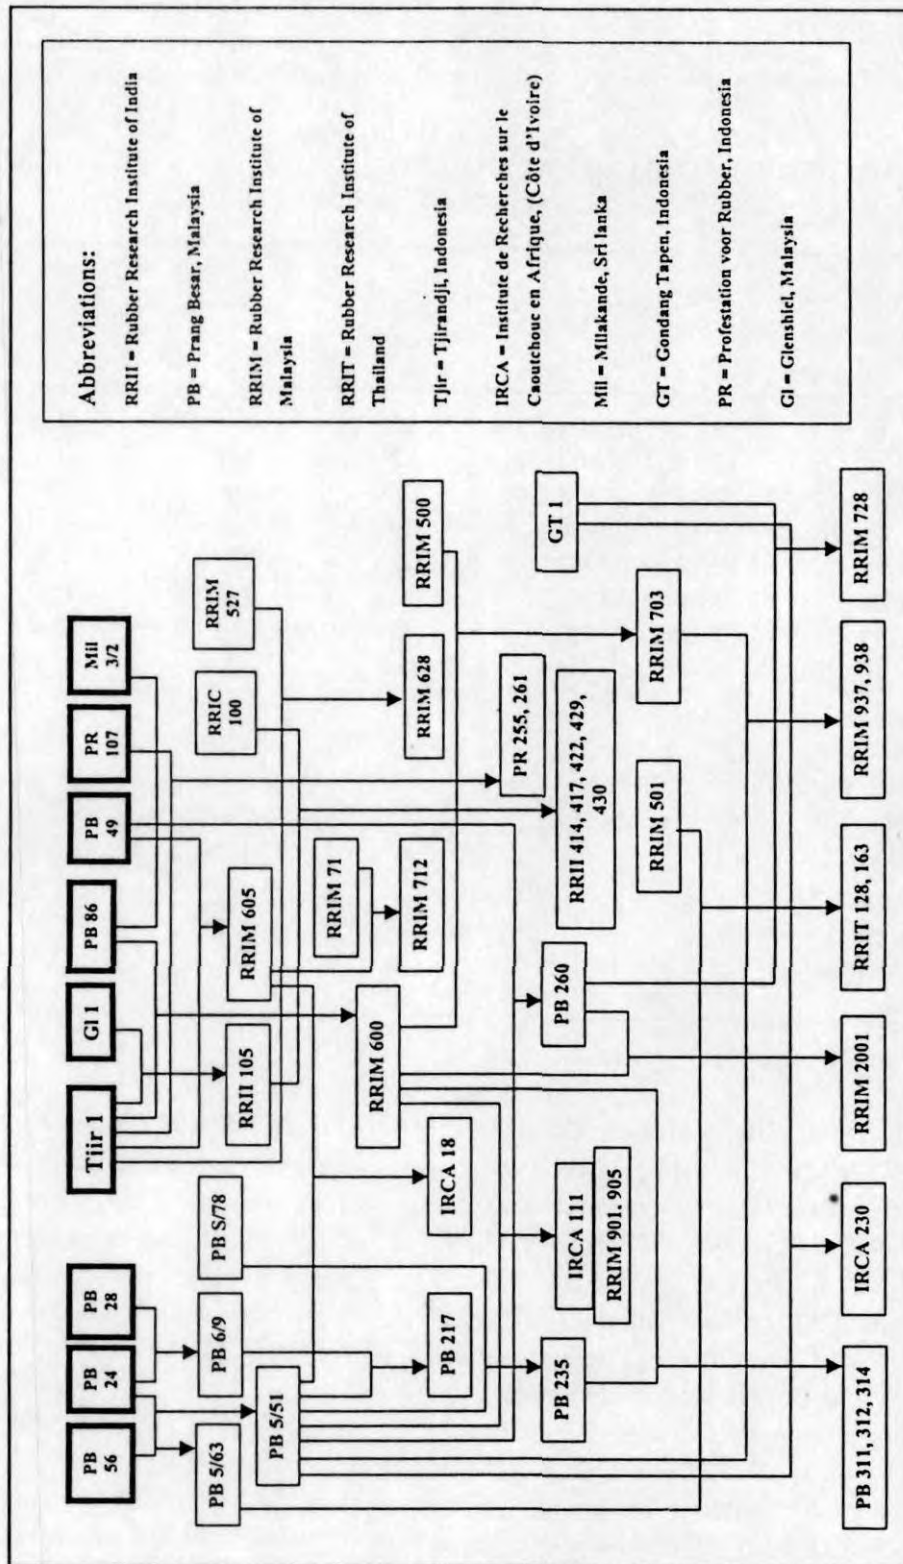 PB
56
PB
24
PB
28
Tjir 1
Gl 1
PB 86
PB
49
PR
107
Mil
3/2
PB 5/63
PB 6/9
PB 5/78
RRII 105
RRIC
100
RRIM
527
PB 5/51
RRIM 605
RRIM 71
RRIM 600
PB 217
IRCA 18
RRIM 712
RRIM 628
RRIM 500
PR 255, 261
PB 235
IRCA 111
RRIM 901, 905
PB 260
RRII 414, 417, 422, 429,
430
GT 1
RRIM 501
RRIM 703
PB 311, 312, 314
IRCA 230
RRIM 2001
RRIT 128, 163
RRIM 937, 938
RRIM 728
Abbreviations:
RRII = Rubber Research Institute of India
PB = Prang Besar, Malaysia
RRIM = Rubber Research Institute of
Malaysia
RRIT = Rubber Research Institute of
Thailand
Tjir = Tjirandji, Indonesia
IRCA = Institute de Recherches sur le
Caoutchouc en Afrique, (Côte d''Ivoire)
Mil = Milakande, Sri lanka
GT = Gondang Tapen, Indonesia
PR = Profestation voor Rubber, Indonesia
Gl = Glenshiel, Malaysia